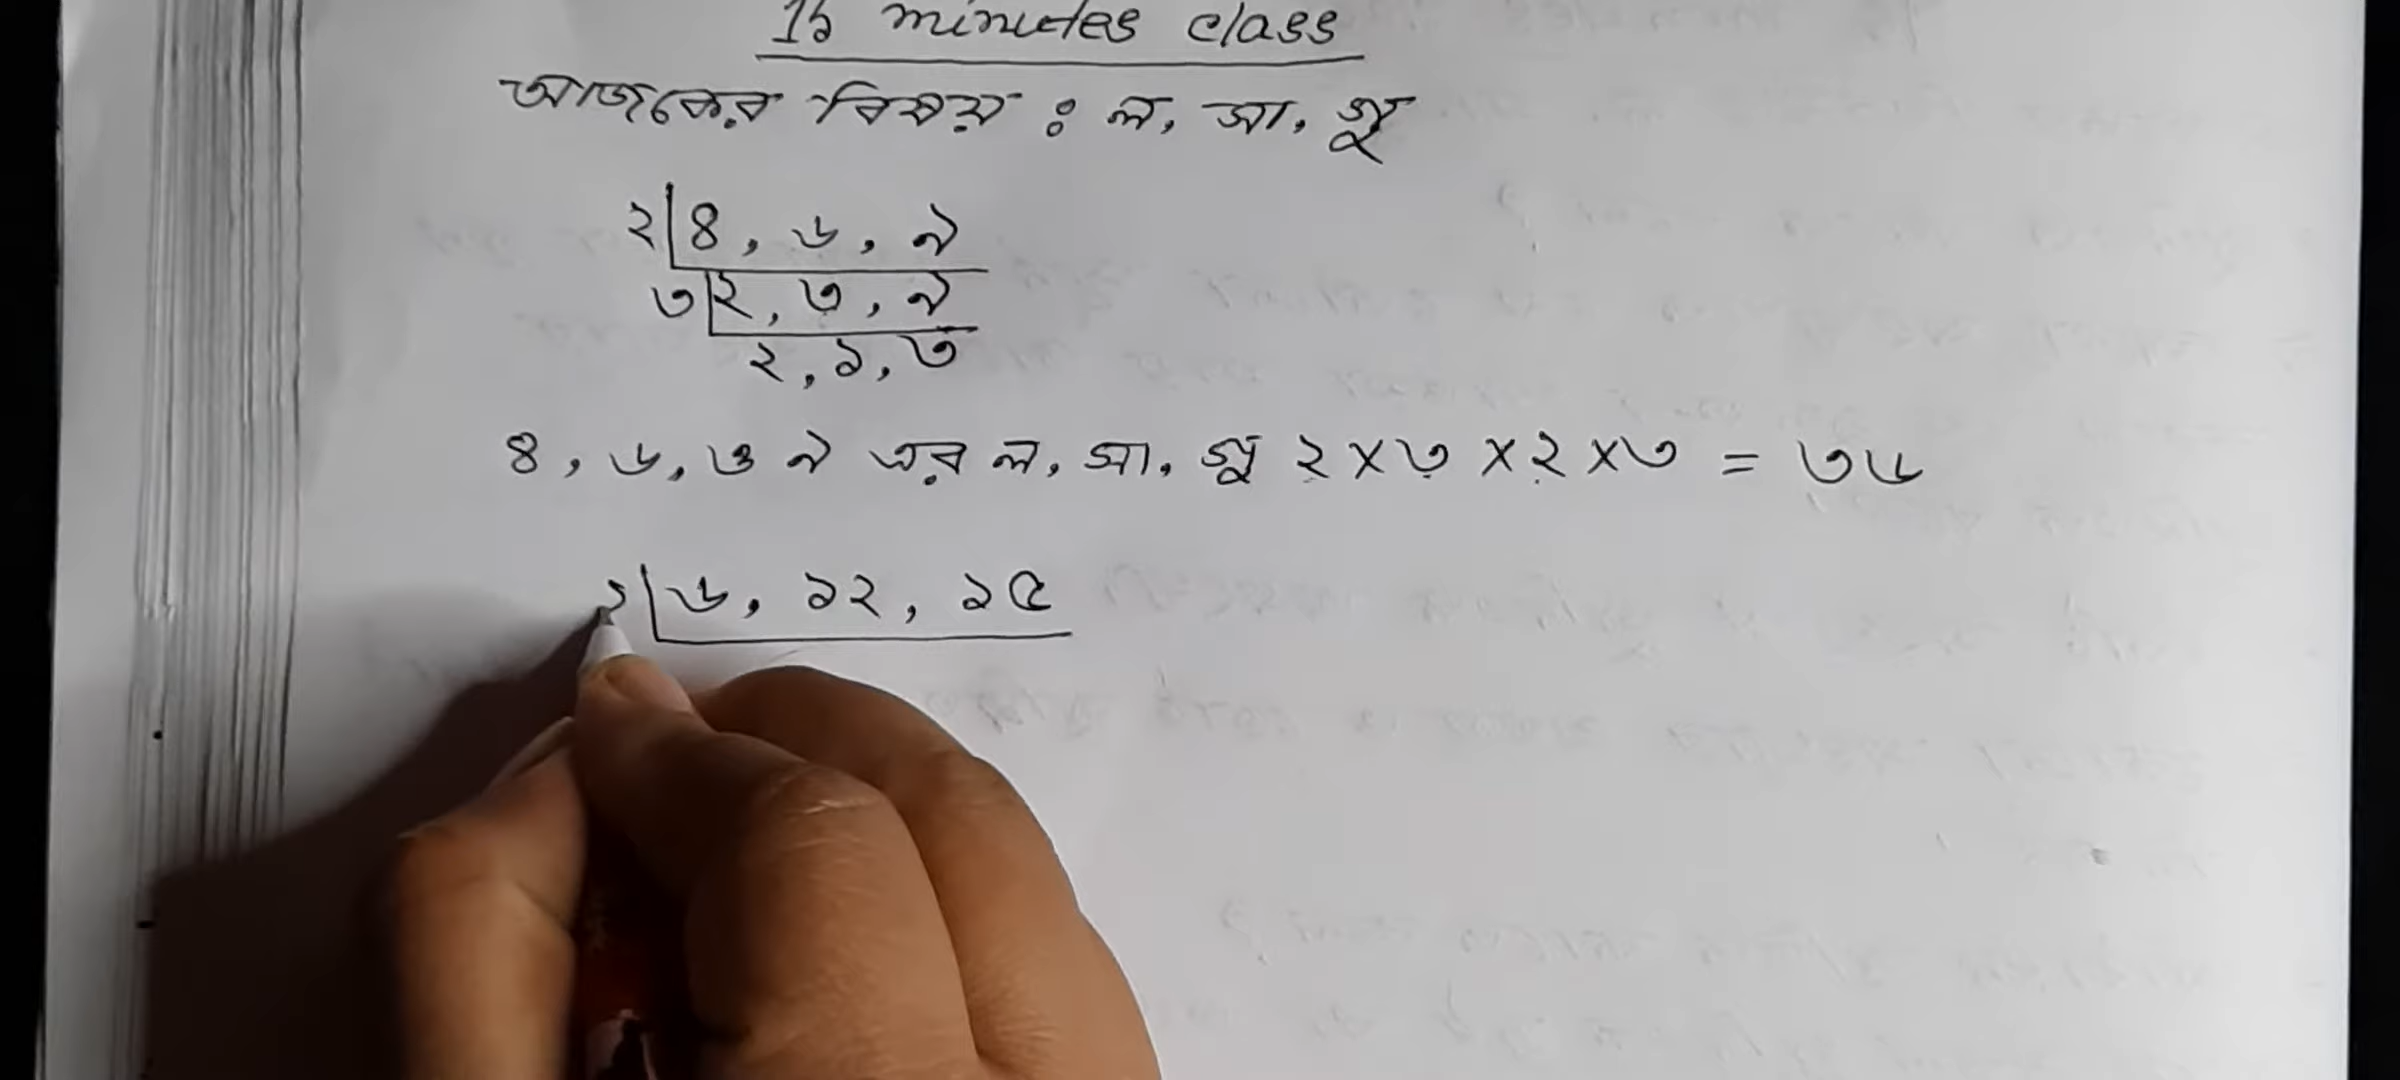 15 minutes class
আজকের বিষয় : ল, সা, গু
২ | ৪, ৬, ৯
৩ | ২, ৩, ৯
২, ১, ৩
৪, ৬, ও ৯ এর ল, সা, গু ২ × ৩ × ২ × ৩ = ৩৬
২ | ৬, ১২, ১৫